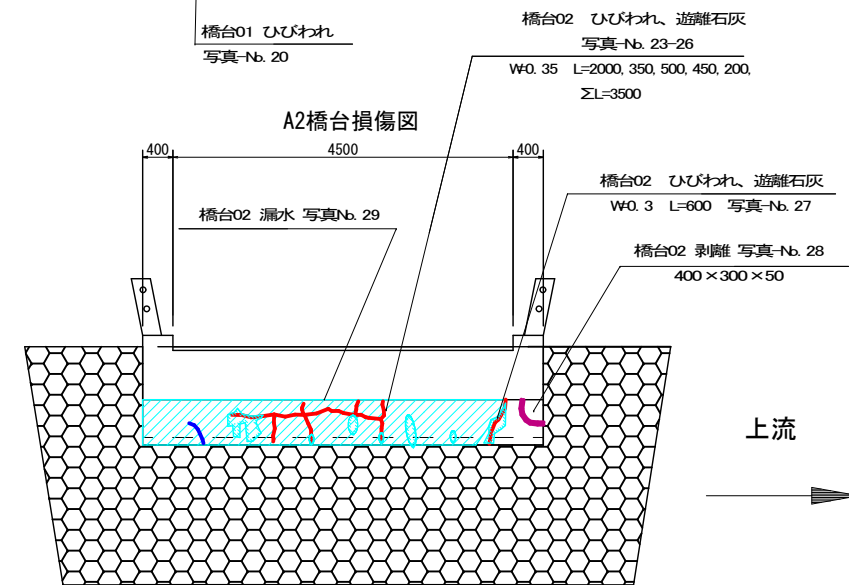 橋台01 ひびわれ
写真-No. 20
橋台02 ひびわれ、遊離石灰
写真-No. 23-26
W=0. 35 L=2000, 350, 500, 450, 200,
ΣL=3500
A2橋台損傷図
400 4500 400
橋台02 漏水 写真No. 29
橋台02 ひびわれ、遊離石灰
W=0. 3 L=600 写真-No. 27
橋台02 剥離 写真-No. 28
400×300×50
上流